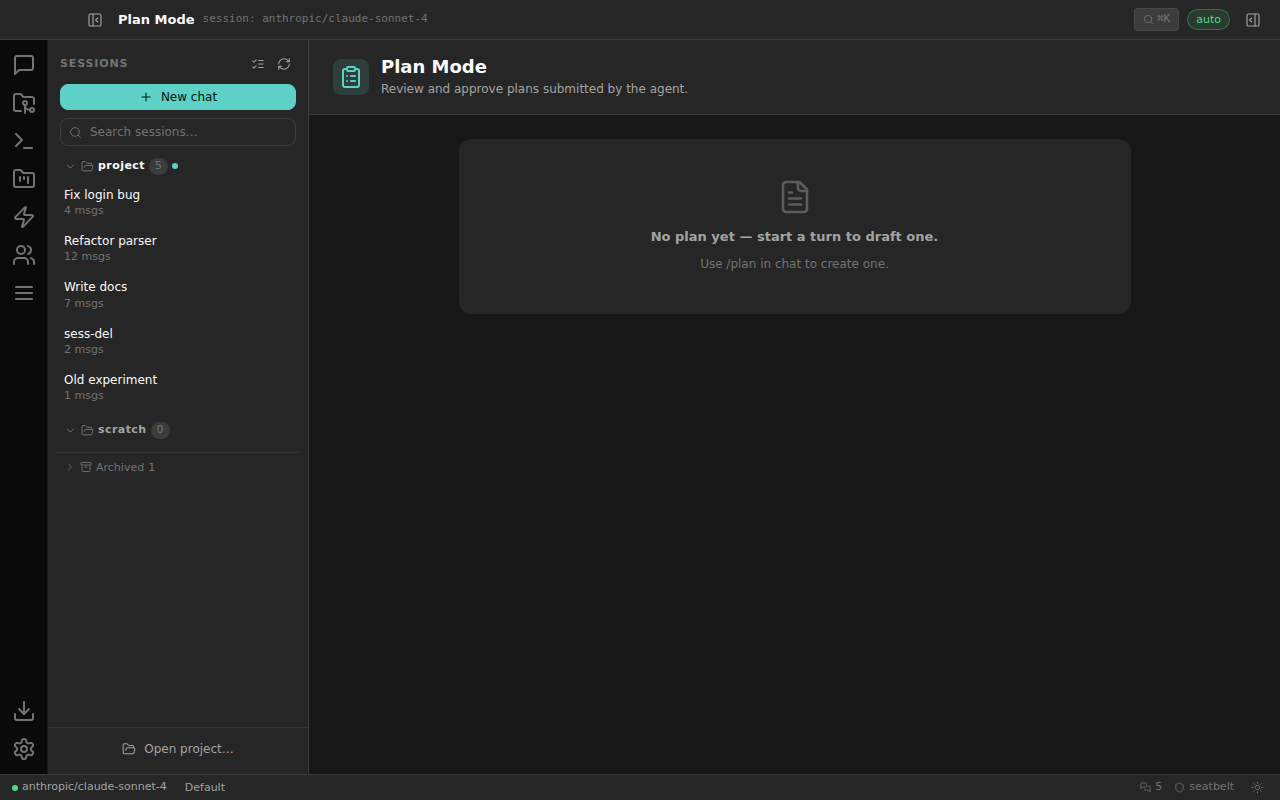 Plan Mode session: anthropic/claude-sonnet-4
⌘K
auto
SESSIONS
New chat
Search sessions…
project 5
Fix login bug
4 msgs
Refactor parser
12 msgs
Write docs
7 msgs
sess-del
2 msgs
Old experiment
1 msgs
scratch 0
Archived 1
Open project…
Plan Mode
Review and approve plans submitted by the agent.
No plan yet — start a turn to draft one.
Use /plan in chat to create one.
anthropic/claude-sonnet-4 Default
5 seatbelt